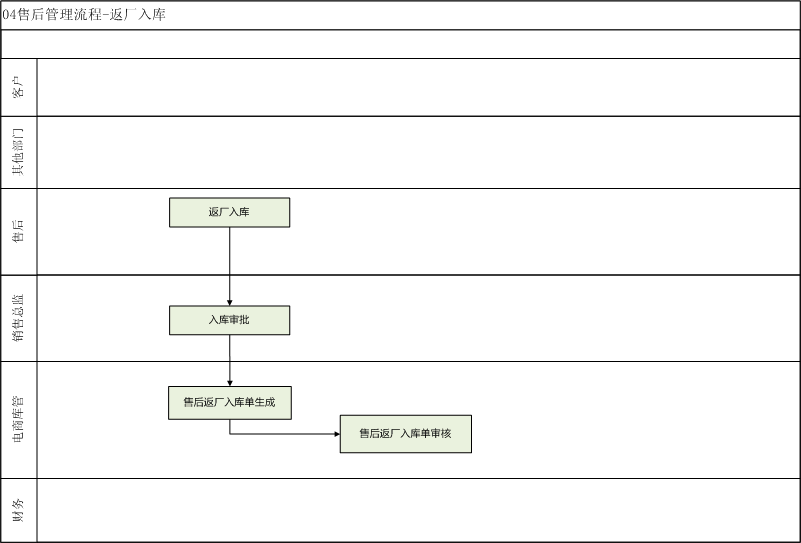 04售后管理流程-返厂入库
客户
其他部门
售后
返厂入库
销售总监
入库审批
电商库管
售后返厂入库单生成
售后返厂入库单审核
财务